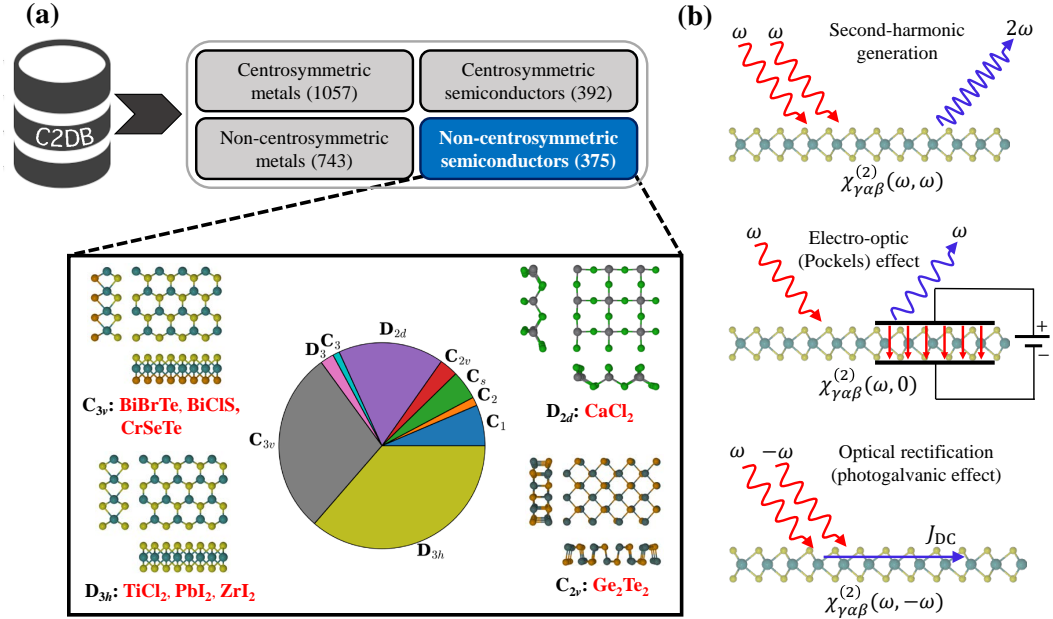 (a)
C2DB
Centrosymmetric
metals (1057)
Centrosymmetric
semiconductors (392)
Non-centrosymmetric
metals (743)
Non-centrosymmetric
semiconductors (375)
C₃ᵥ: BiBrTe, BiClS,
CrSeTe
D₃ₕ: TiCl₂, PbI₂, ZrI₂
D₃
C₃
D₂d
C₂ᵥ
Cₛ
C₂
C₁
C₃ᵥ
D₃ₕ
D₂d: CaCl₂
C₂ᵥ: Ge₂Te₂
(b)
ω ω
Second-harmonic
generation
2ω
χ⁽²⁾γαβ(ω, ω)
ω
Electro-optic
(Pockels) effect
ω
+
−
χ⁽²⁾γαβ(ω, 0)
ω −ω
Optical rectification
(photogalvanic effect)
J_DC
χ⁽²⁾γαβ(ω, −ω)